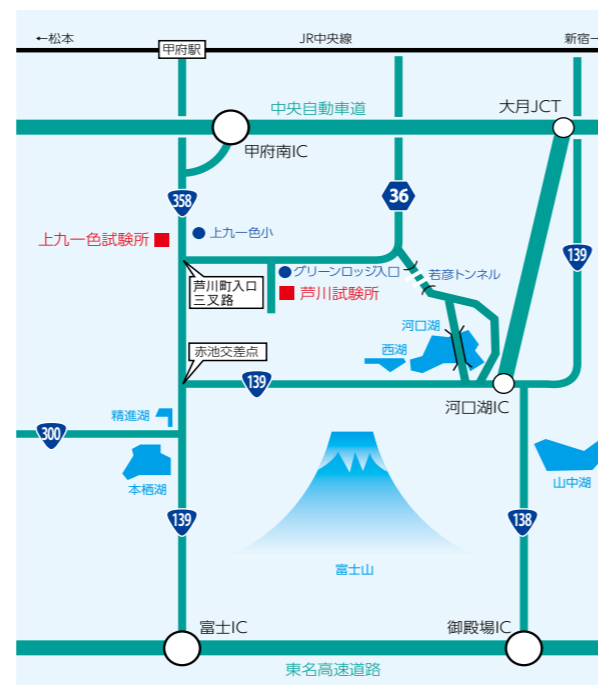 ←松本
JR中央線
新宿→
甲府駅
中央自動車道
大月JCT
甲府南IC
358
36
上九一色小
上九一色試験所
139
グリーンロッジ入口
若彦トンネル
芦川町入口
三叉路
芦川試験所
河口湖
西湖
赤池交差点
139
河口湖IC
精進湖
300
本栖湖
山中湖
139
138
富士山
富士IC
御殿場IC
東名高速道路